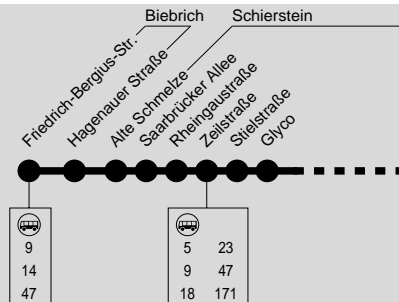 Biebrich
Schierstein
Friedrich-Bergius-Str.
Hagenauer Straße
Alte Schmelze
Saarbrücker Allee
Rheingaustraße
Zeilstraße
Stielstraße
Glyco
9
14
47
5 23
9 47
18 171